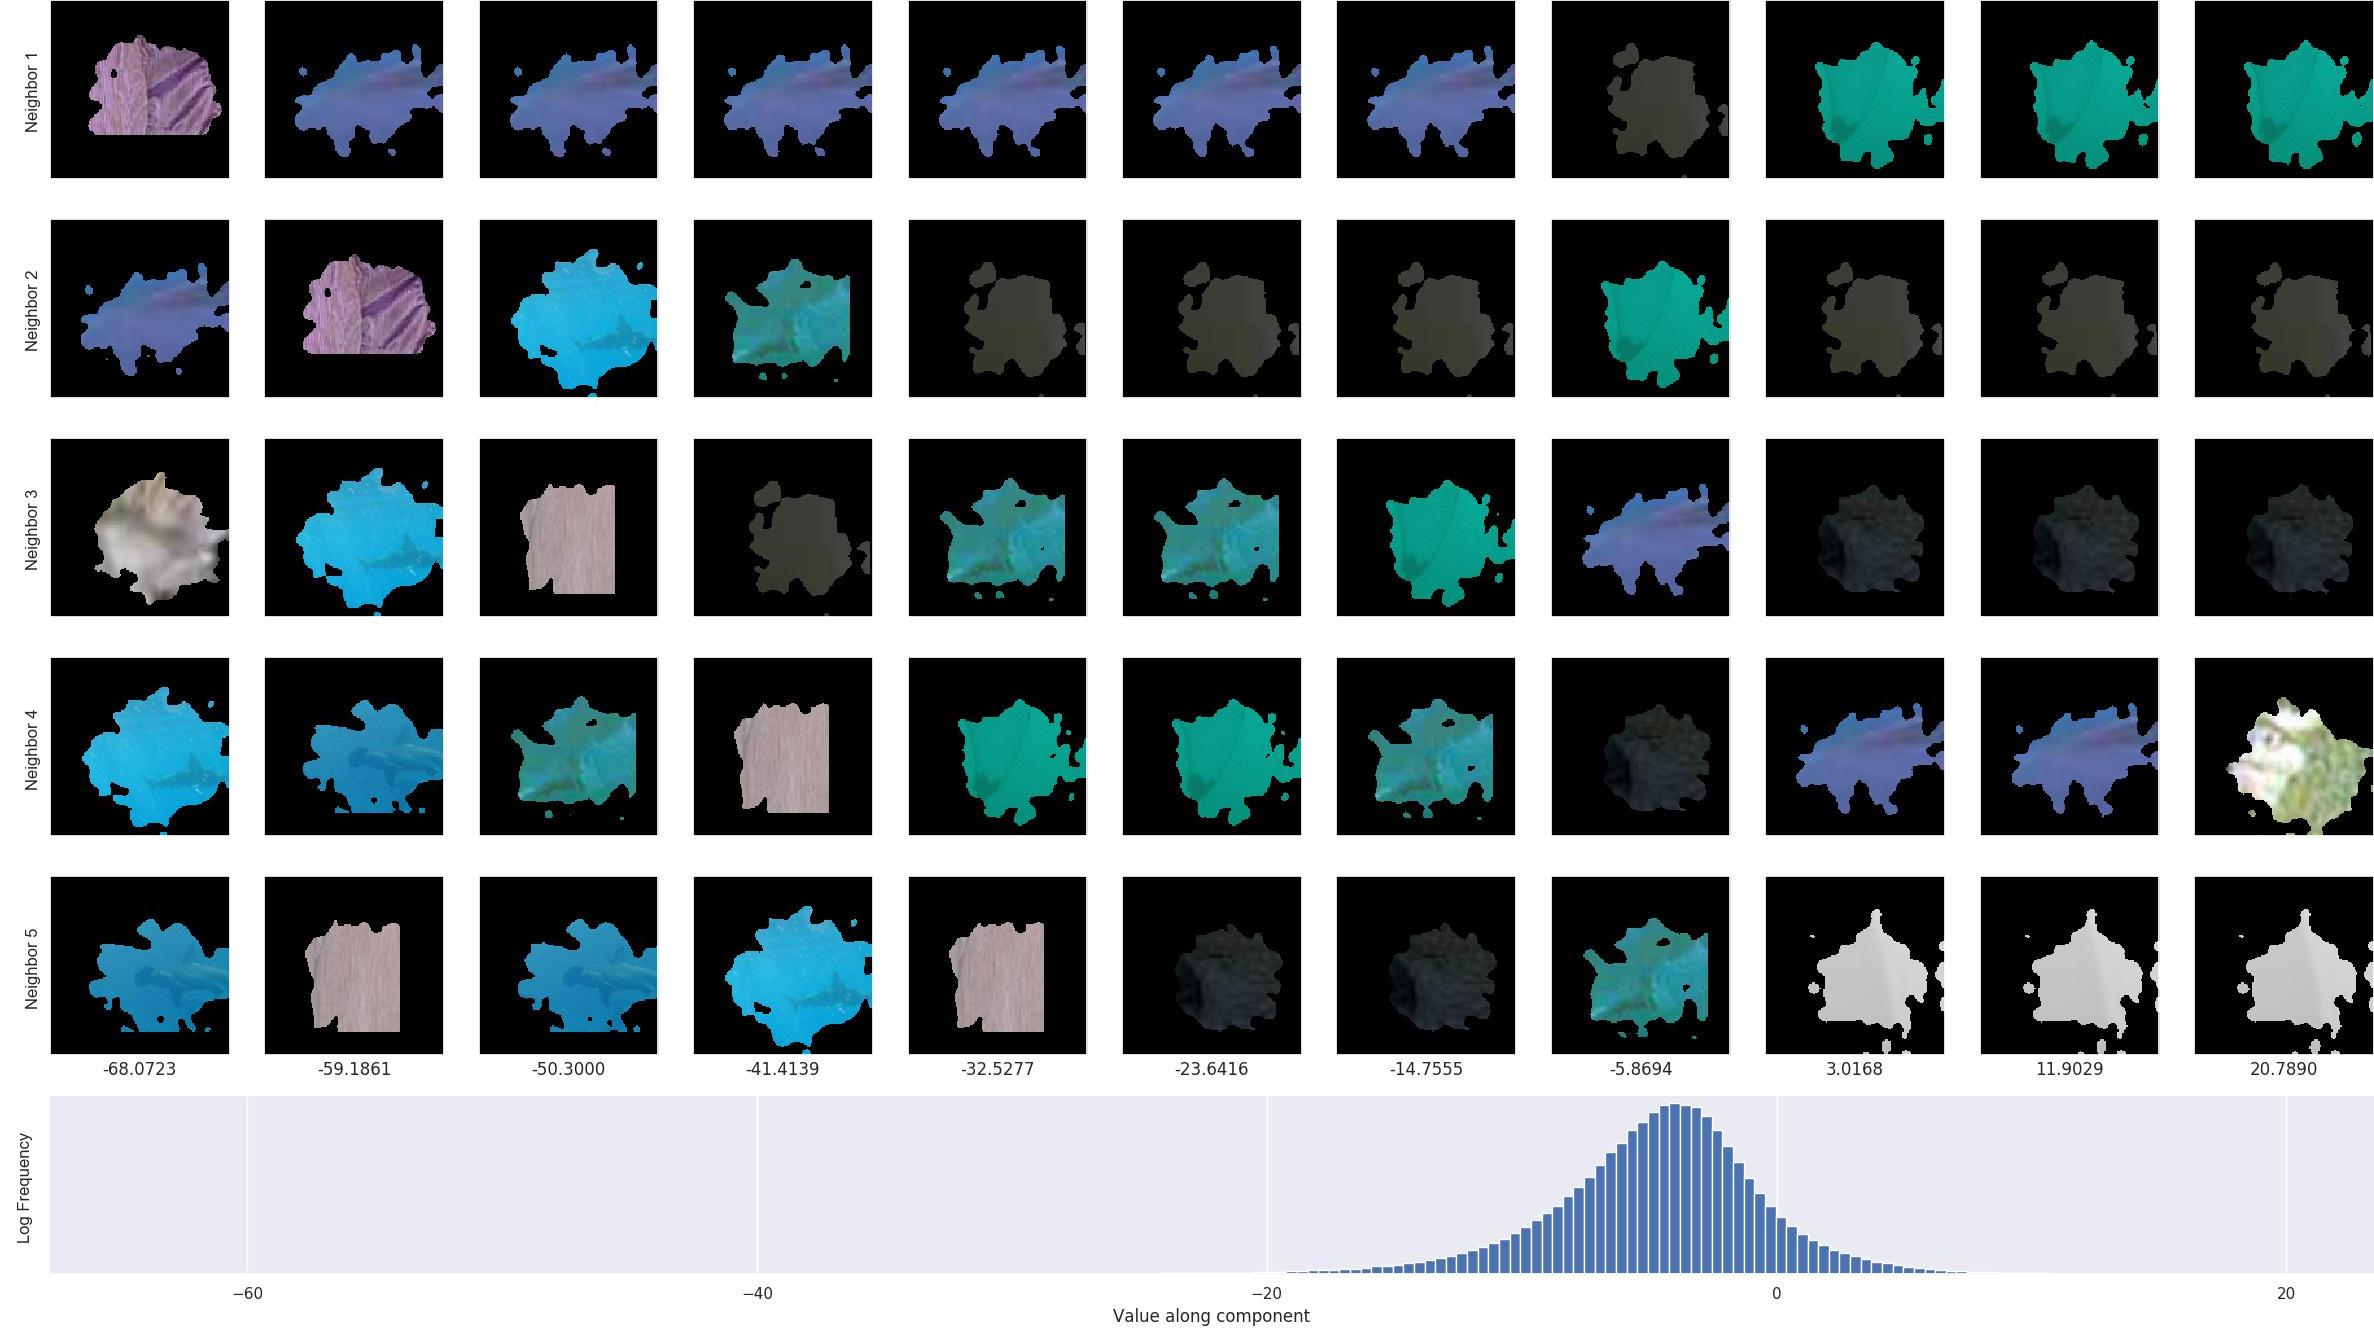 Neighbor 1
Neighbor 2
Neighbor 3
Neighbor 4
Neighbor 5
-68.0723 -59.1861 -50.3000 -41.4139 -32.5277 -23.6416 -14.7555 -5.8694 3.0168 11.9029 20.7890
Log Frequency
−60 −40 −20 0 20
Value along component